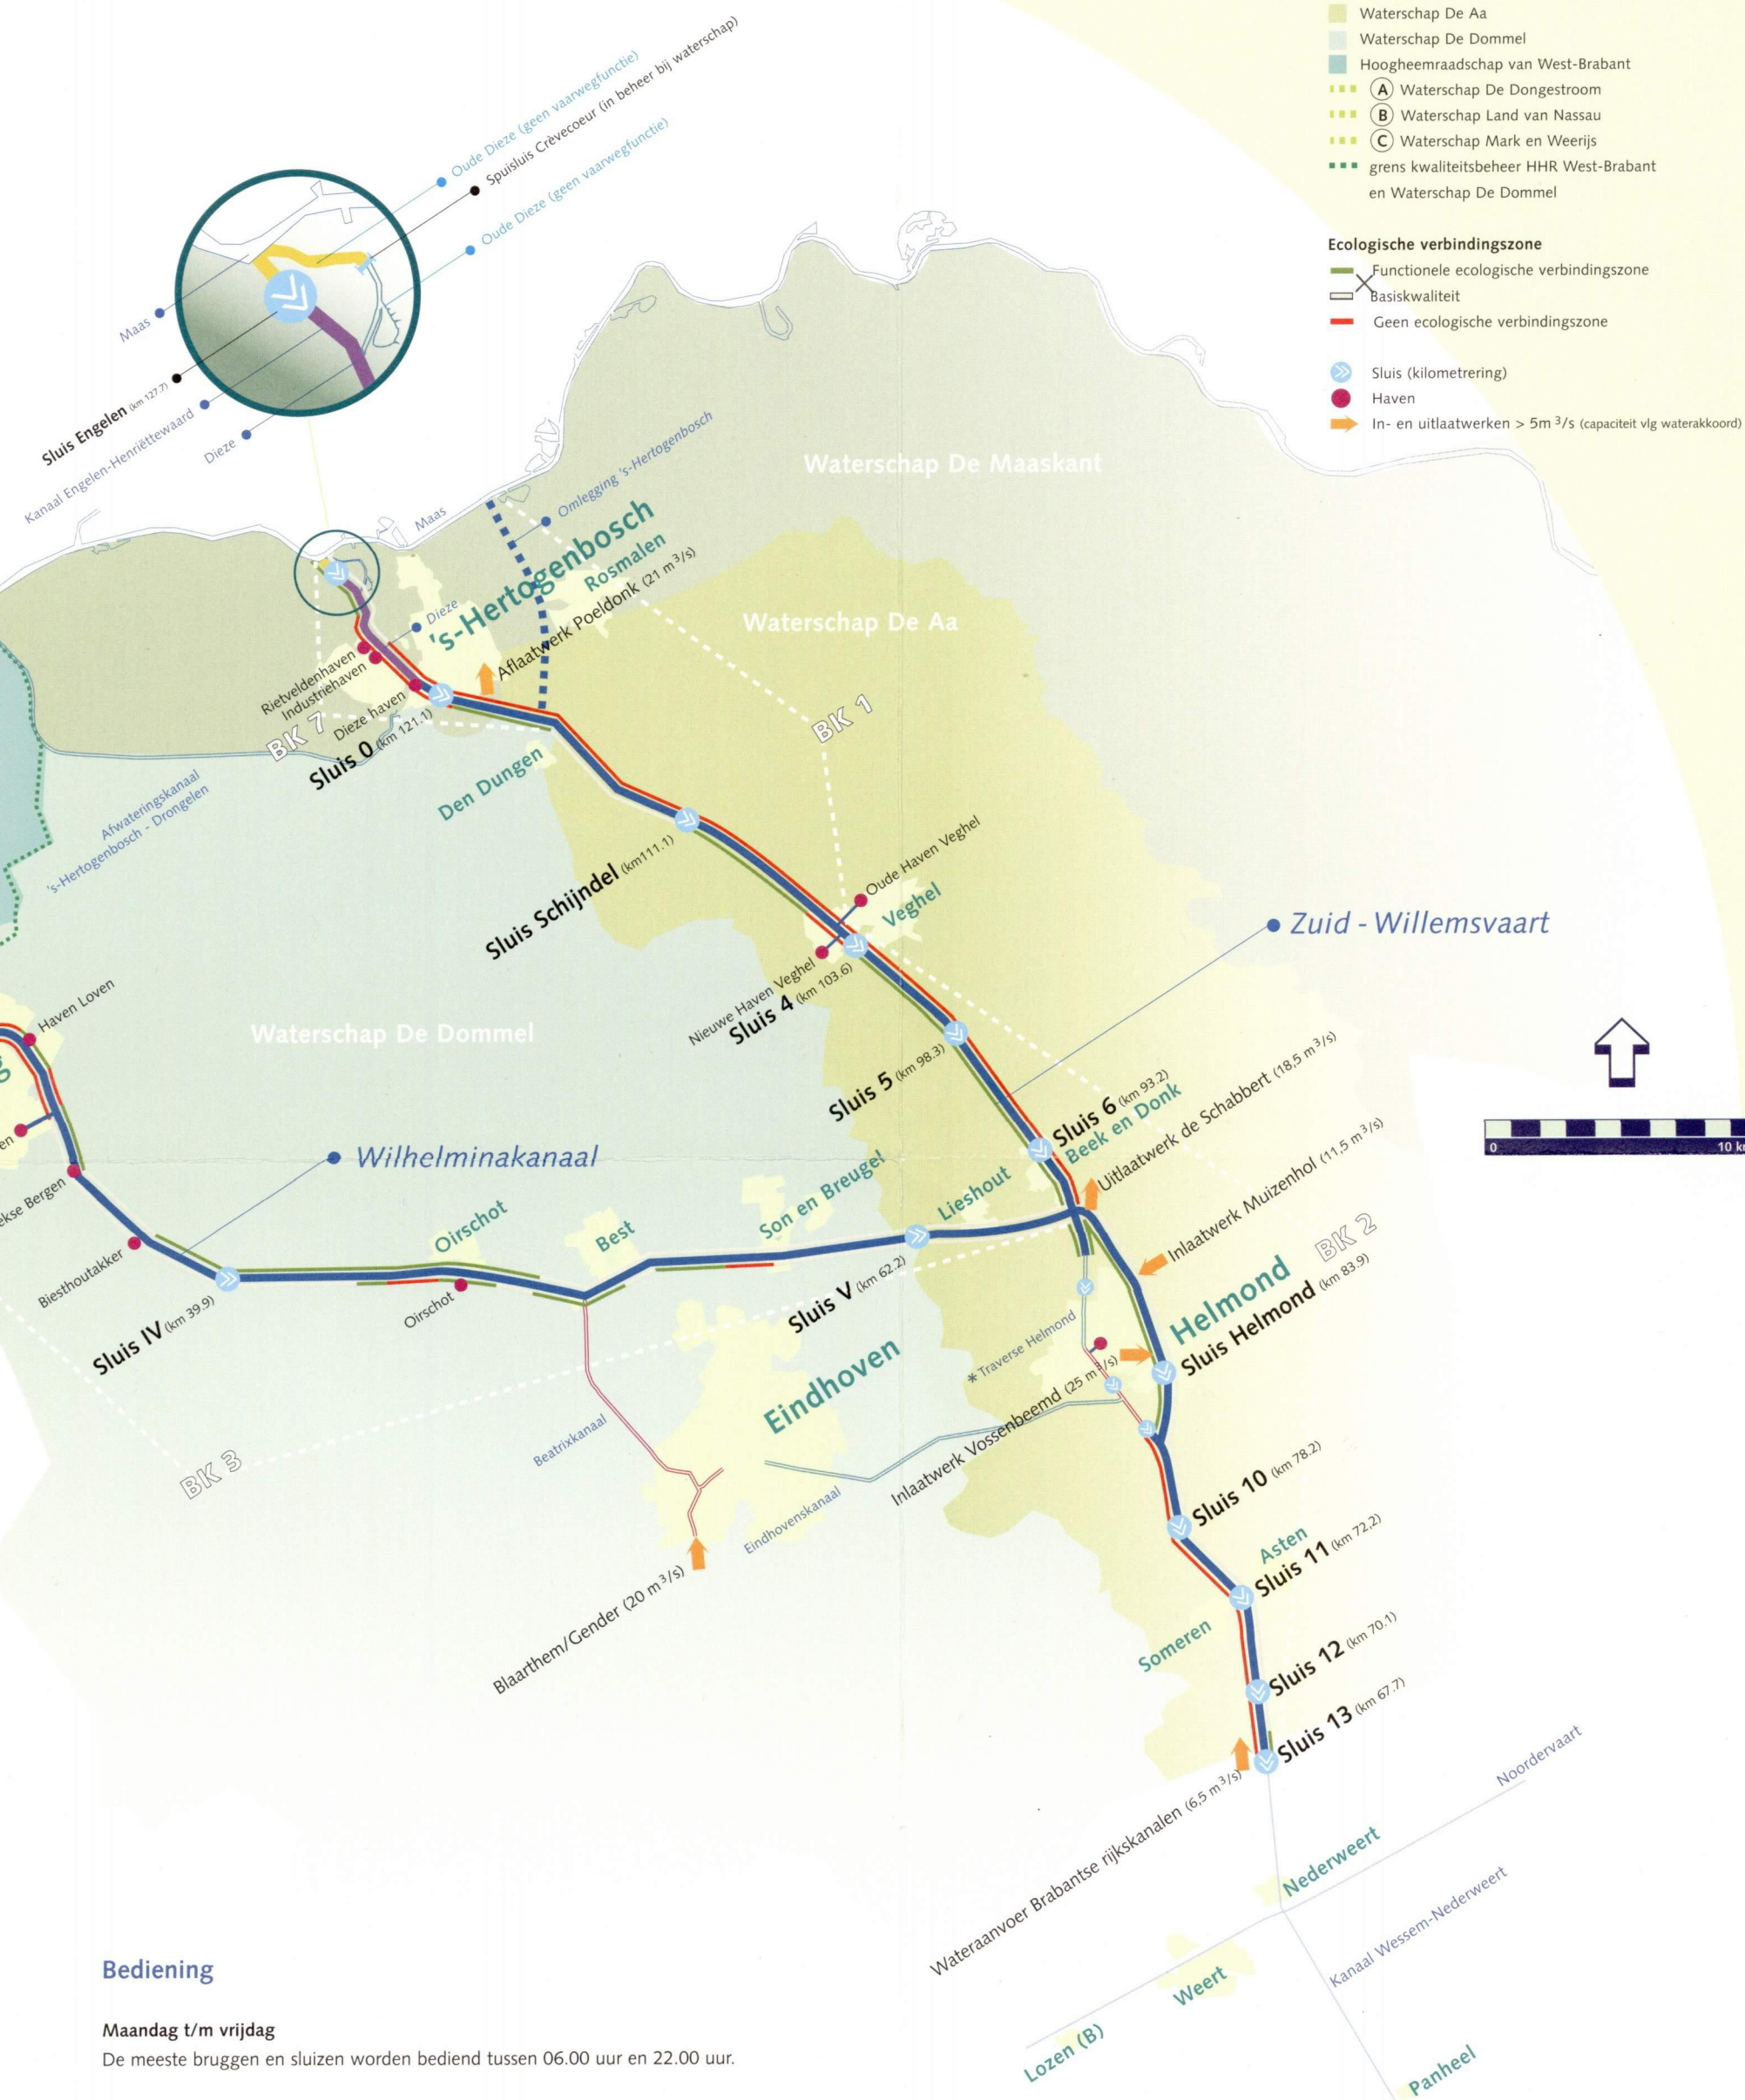 Waterschap De Aa
Waterschap De Dommel
Hoogheemraadschap van West-Brabant
A Waterschap De Dongestroom
B Waterschap Land van Nassau
C Waterschap Mark en Weerijs
grens kwaliteitsbeheer HHR West-Brabant
en Waterschap De Dommel
Ecologische verbindingszone
Functionele ecologische verbindingszone
Basiskwaliteit
Geen ecologische verbindingszone
Sluis (kilometrering)
Haven
In- en uitlaatwerken > 5m³/s (capaciteit vlg waterakkoord)
Oude Dieze (geen vaarwegfunctie)
Spuisluis Crèvecoeur (in beheer bij waterschap)
Oude Dieze (geen vaarwegfunctie)
Maas
Sluis Engelen (km 127.7)
Kanaal Engelen-Henriëttewaard
Dieze
Maas
Omlegging 's-Hertogenbosch
Waterschap De Maaskant
's-Hertogenbosch
Rosmalen
Dieze
Aflaatwerk Poeldonk (21 m³/s)
Waterschap De Aa
Rietveldenhaven
Industriehaven
Dieze haven
BK 7
Sluis 0 (km 121.1)
BK 1
Den Dungen
Afwateringskanaal
's-Hertogenbosch - Drongelen
Sluis Schijndel (km111.1)
Oude Haven Veghel
Veghel
Nieuwe Haven Veghel
Sluis 4 (km 103.6)
Zuid - Willemsvaart
Haven Loven
Waterschap De Dommel
Sluis 5 (km 98.3)
Sluis 6 (km 93.2)
Beek en Donk
Uitlaatwerk de Schabbert (18,5 m³/s)
Inlaatwerk Muizenhof (11,5 m³/s)
0
10 km
Wilhelminakanaal
Biesthoutakker
Sluis IV (km 39.9)
Oirschot
Oirschot
Best
Son en Breugel
Lieshout
Sluis V (km 62.2)
BK 2
Helmond
Sluis Helmond (km 83.9)
* Traverse Helmond
Inlaatwerk Vossenbeemd (25 m³/s)
Eindhoven
Beatrixkanaal
BK 3
Eindhovenskanaal
Blaarthem/Gender (20 m³/s)
Sluis 10 (km 78.2)
Asten
Sluis 11 (km 72,2)
Someren
Sluis 12 (km 70.1)
Sluis 13 (km 67.7)
Wateraanvoer Brabantse rijkskanalen (6,5 m³/s)
Noordervaart
Nederweert
Kanaal Wessem-Nederweert
Weert
Lozen (B)
Panheel
Bediening
Maandag t/m vrijdag
De meeste bruggen en sluizen worden bediend tussen 06.00 uur en 22.00 uur.